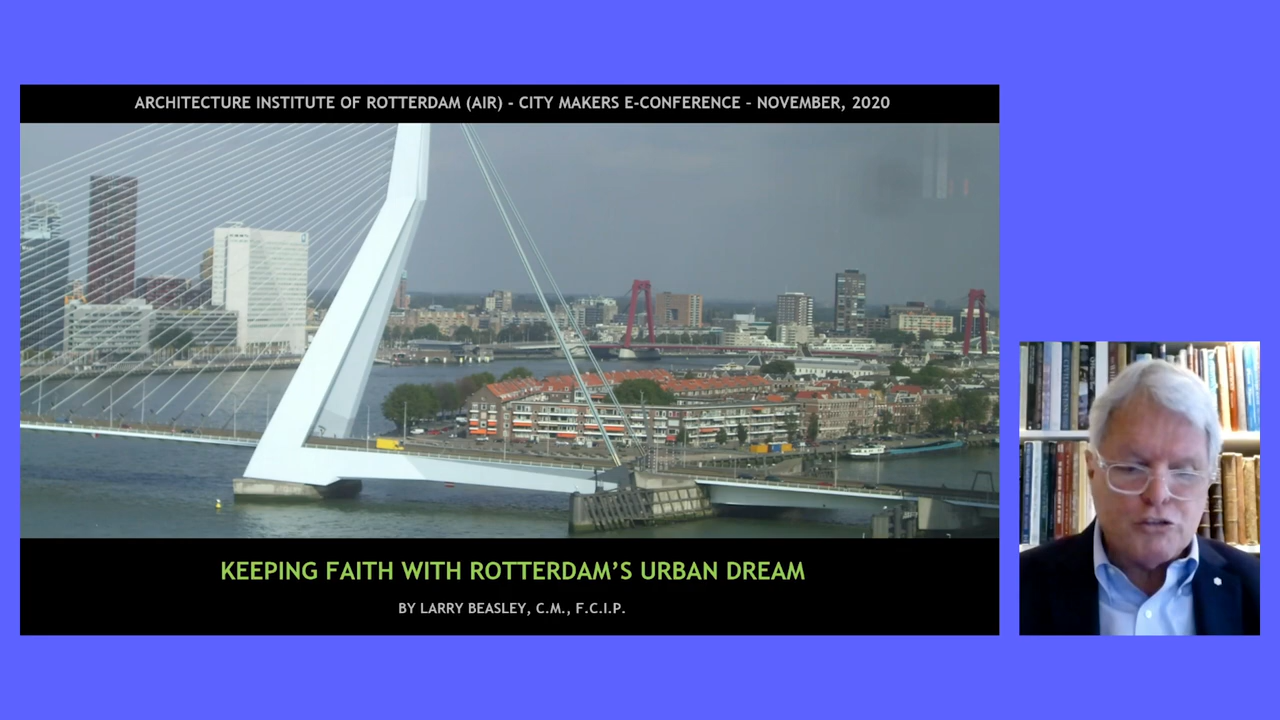 ARCHITECTURE INSTITUTE OF ROTTERDAM (AIR) - CITY MAKERS E-CONFERENCE - NOVEMBER, 2020
KEEPING FAITH WITH ROTTERDAM'S URBAN DREAM
BY LARRY BEASLEY, C.M., F.C.I.P.